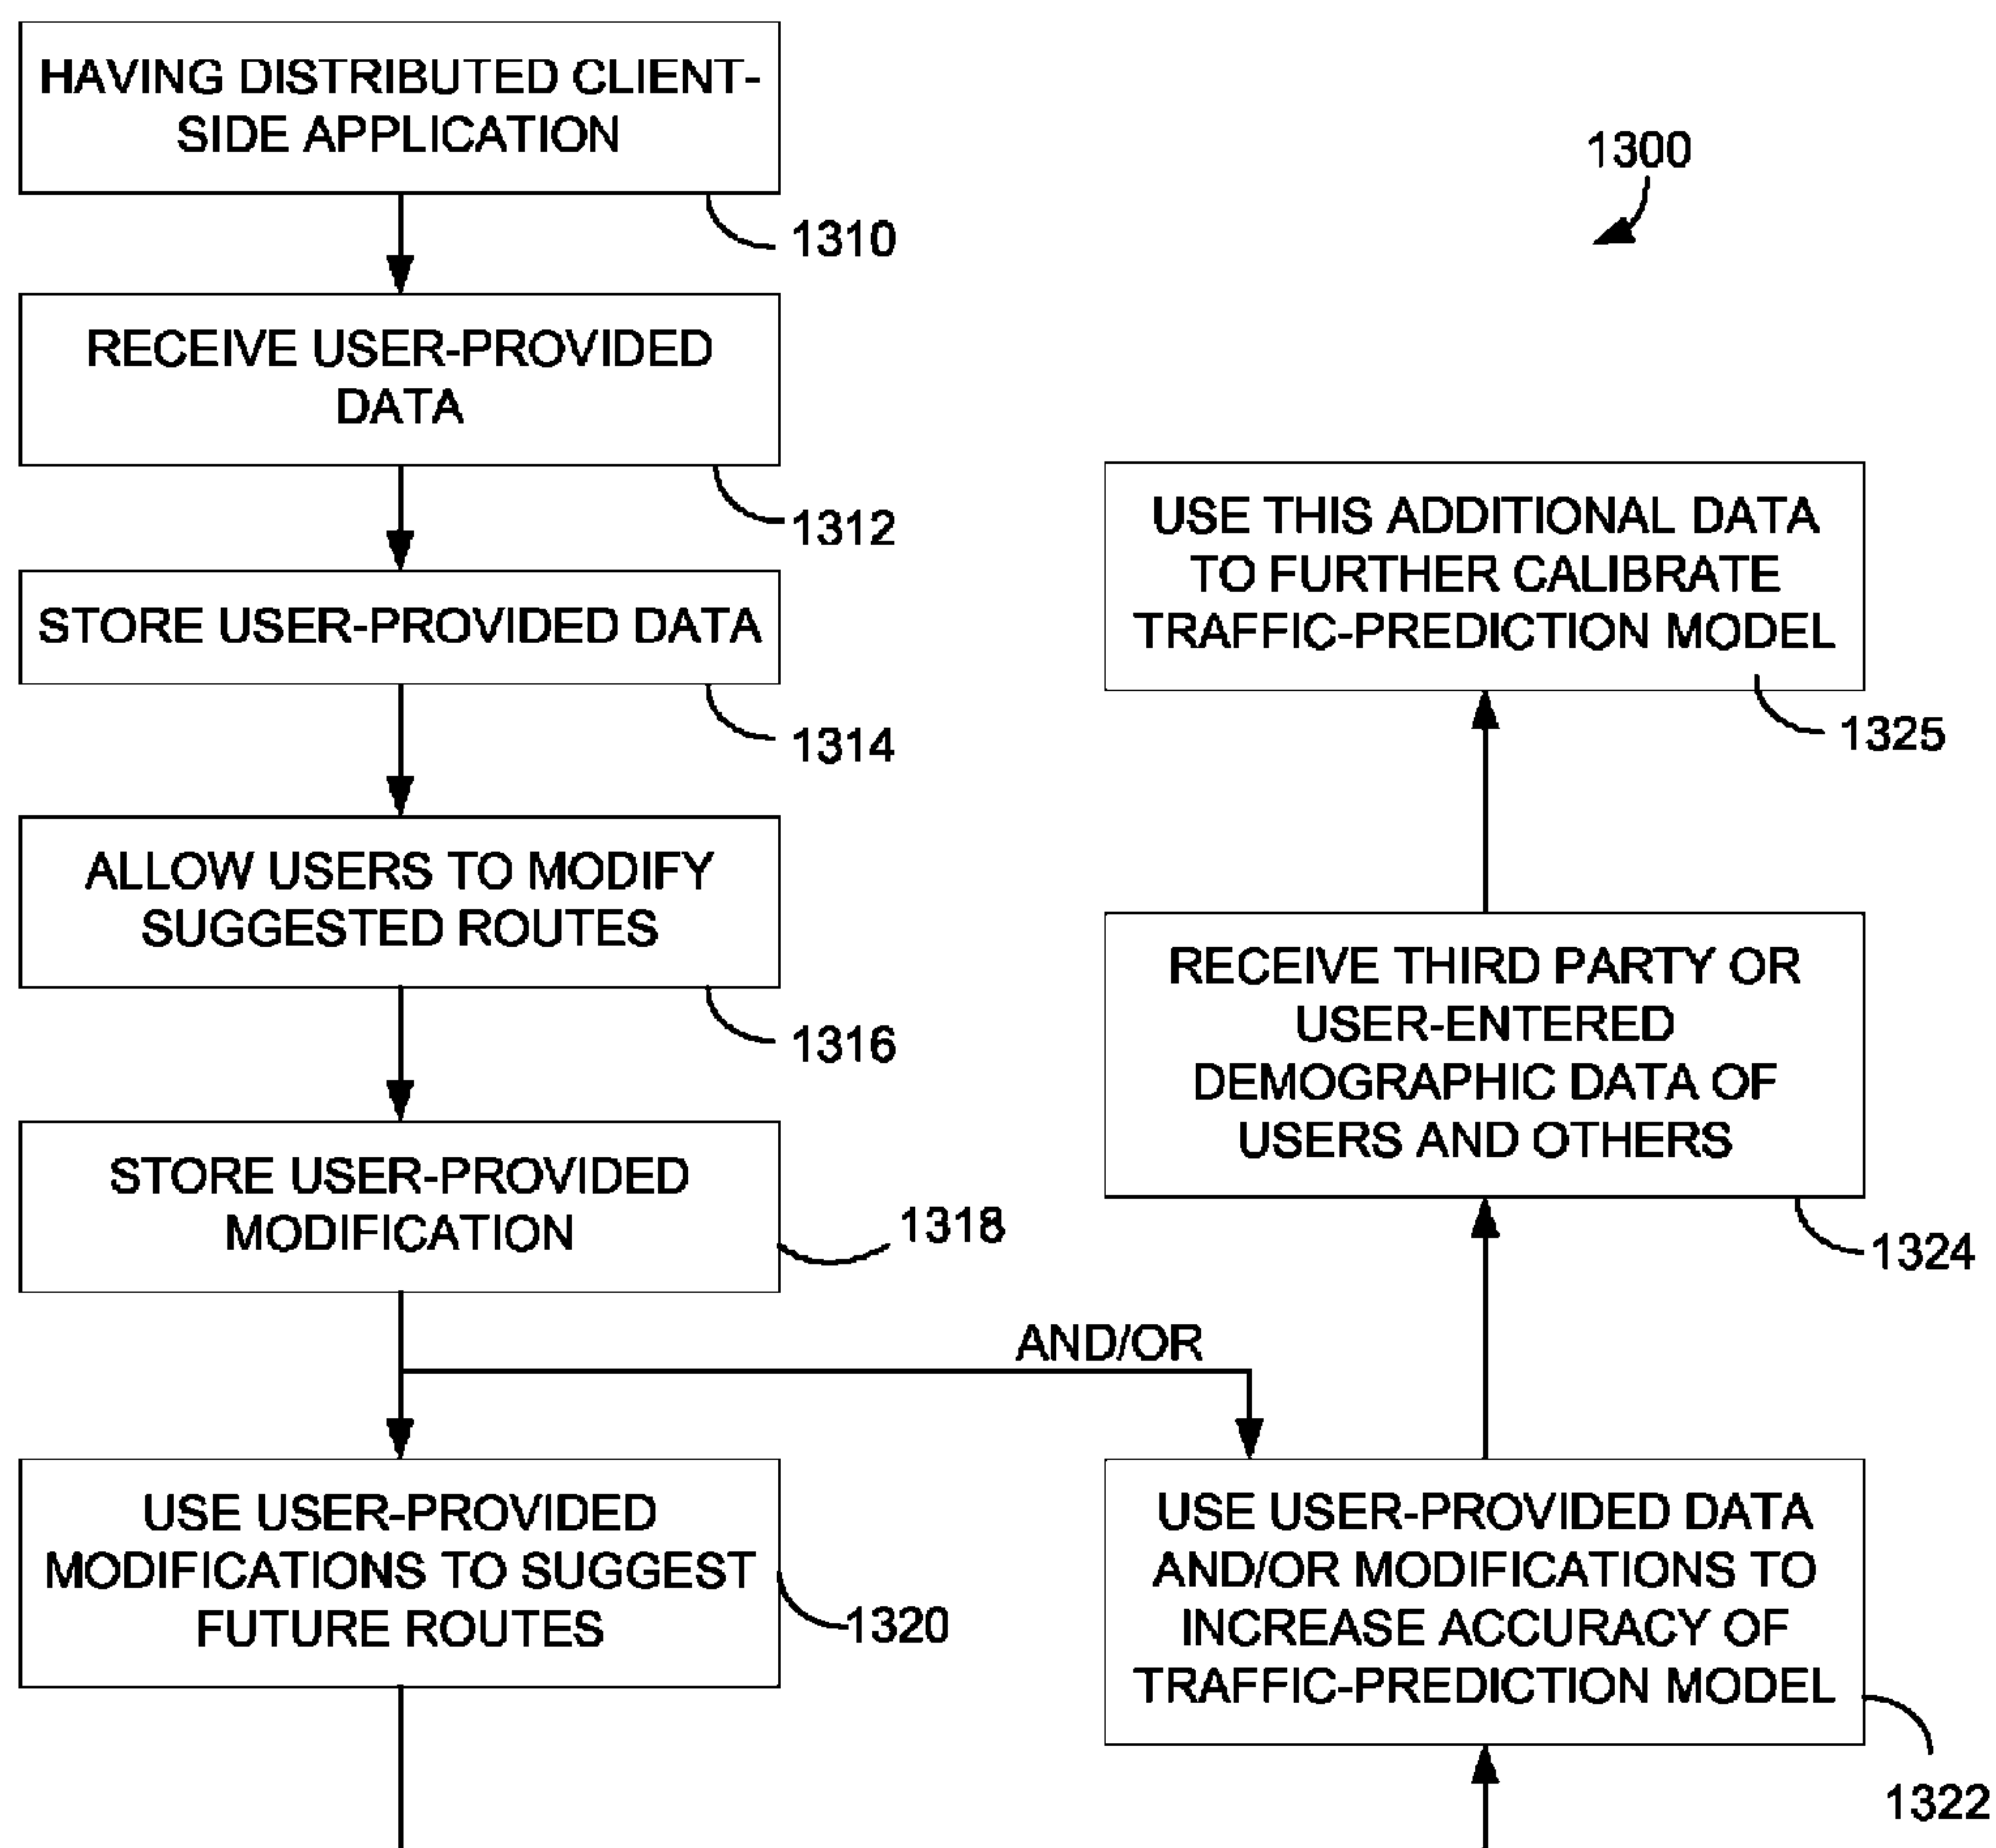 HAVING DISTRIBUTED CLIENT-
SIDE APPLICATION
1310
1300
RECEIVE USER-PROVIDED
DATA
1312
STORE USER-PROVIDED DATA
1314
ALLOW USERS TO MODIFY
SUGGESTED ROUTES
1316
STORE USER-PROVIDED
MODIFICATION
1318
AND/OR
USE USER-PROVIDED
MODIFICATIONS TO SUGGEST
FUTURE ROUTES
1320
USE THIS ADDITIONAL DATA
TO FURTHER CALIBRATE
TRAFFIC-PREDICTION MODEL
1325
RECEIVE THIRD PARTY OR
USER-ENTERED
DEMOGRAPHIC DATA OF
USERS AND OTHERS
1324
USE USER-PROVIDED DATA
AND/OR MODIFICATIONS TO
INCREASE ACCURACY OF
TRAFFIC-PREDICTION MODEL
1322